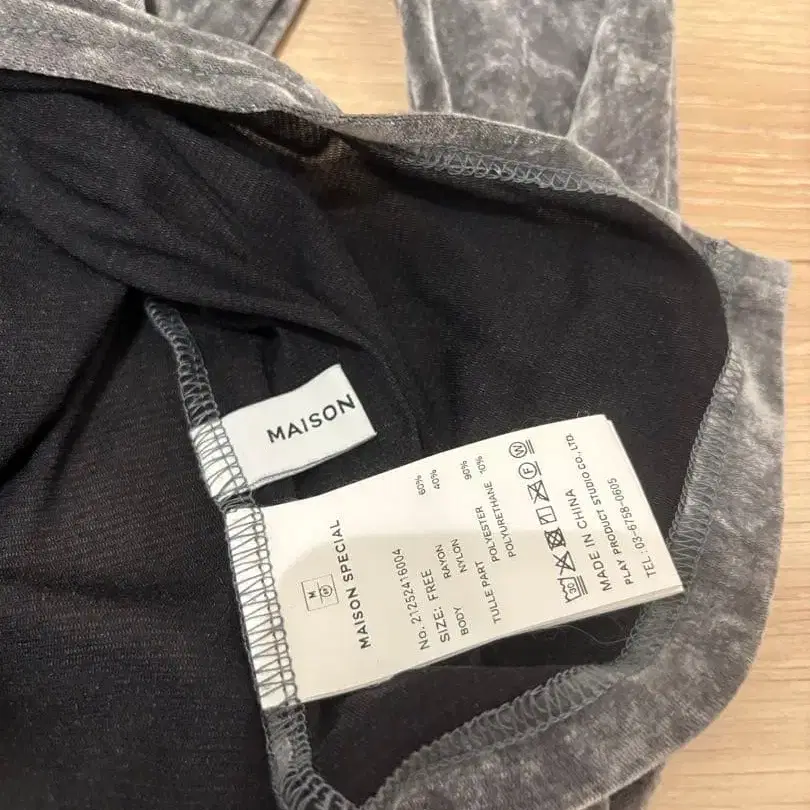 MAISON
M
M
MAISON SPECIAL
No. 21252416004
SIZE: FREE
BODY RAYON 60%
NYLON 40%
TULLE PART POLYESTER 90%
POLYURETHANE 10%
30 F W
MADE IN CHINA
PLAY PRODUCT STUDIO CO., LTD.
TEL: 03-6758-0605